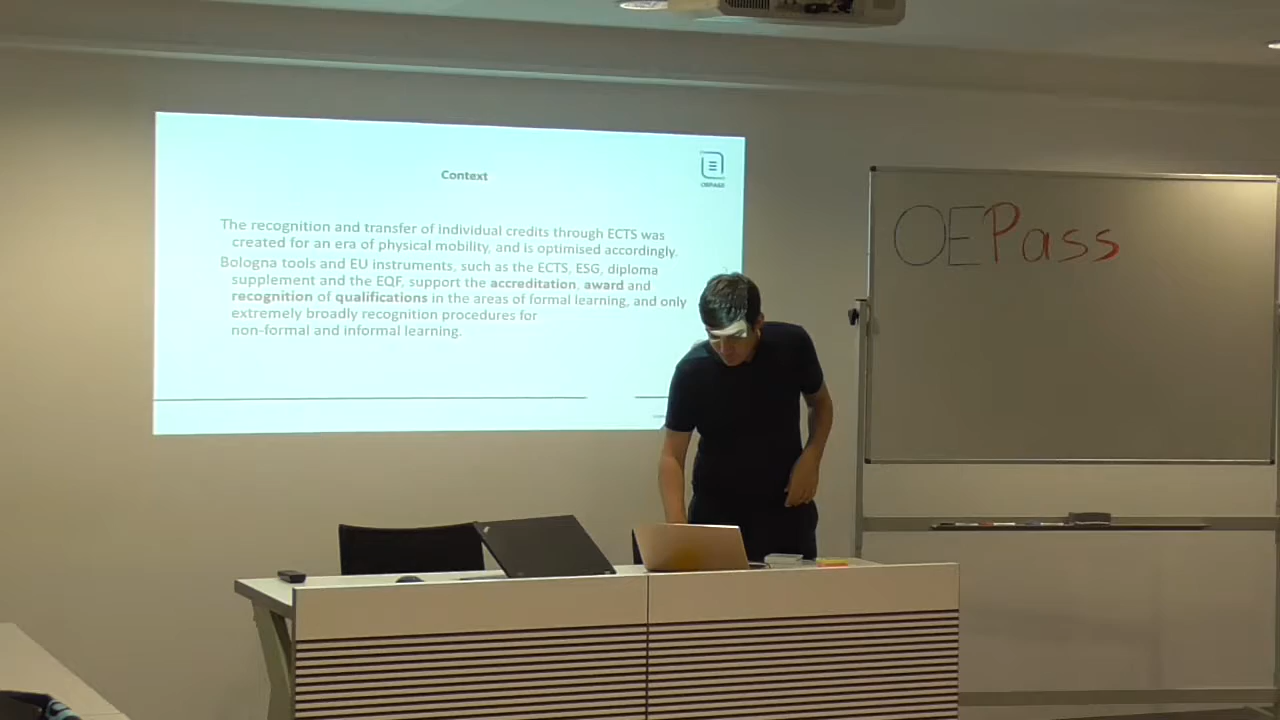 Context
OEPASS
The recognition and transfer of individual credits through ECTS was
created for an era of physical mobility, and is optimised accordingly.
Bologna tools and EU instruments, such as the ECTS, ESG, diploma
supplement and the EQF, support the accreditation, award and
recognition of qualifications in the areas of formal learning, and only
extremely broadly recognition procedures for
non-formal and informal learning.
OEPass